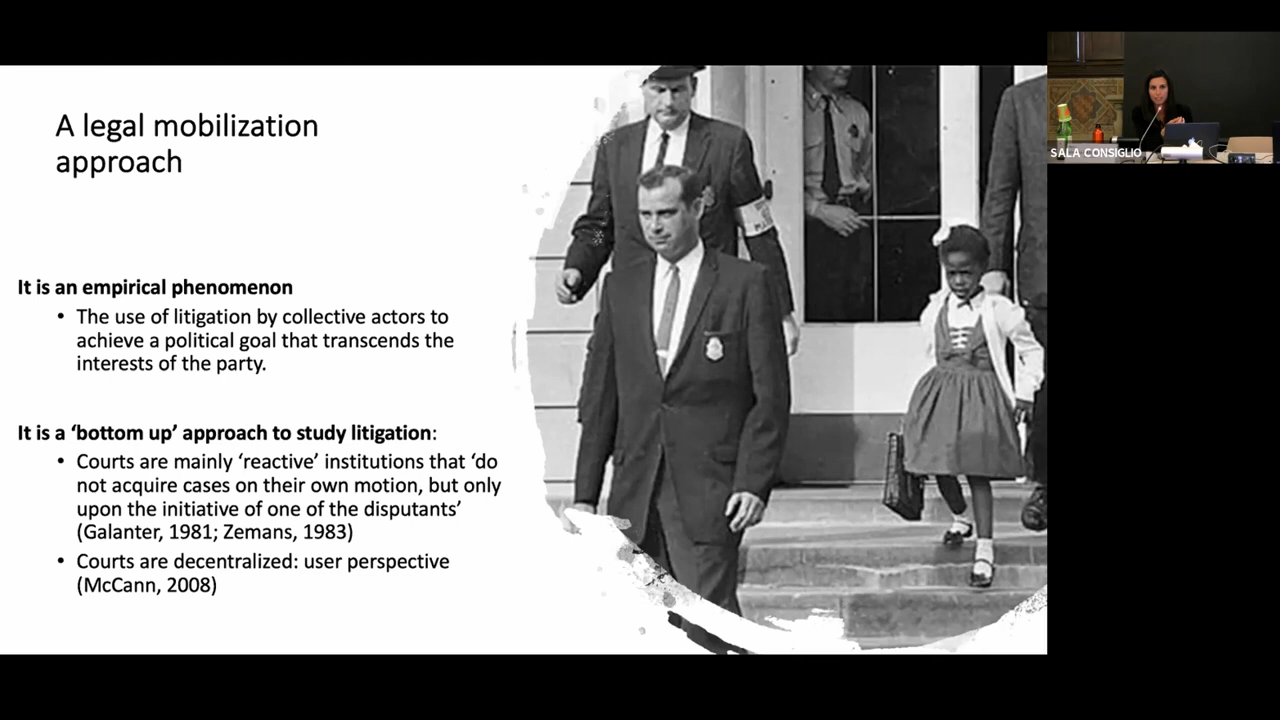 A legal mobilization
approach
It is an empirical phenomenon
• The use of litigation by collective actors to
achieve a political goal that transcends the
interests of the party.
It is a ‘bottom up’ approach to study litigation:
• Courts are mainly ‘reactive’ institutions that ‘do
not acquire cases on their own motion, but only
upon the initiative of one of the disputants’
(Galanter, 1981; Zemans, 1983)
• Courts are decentralized: user perspective
(McCann, 2008)
SALA CONSIGLIO